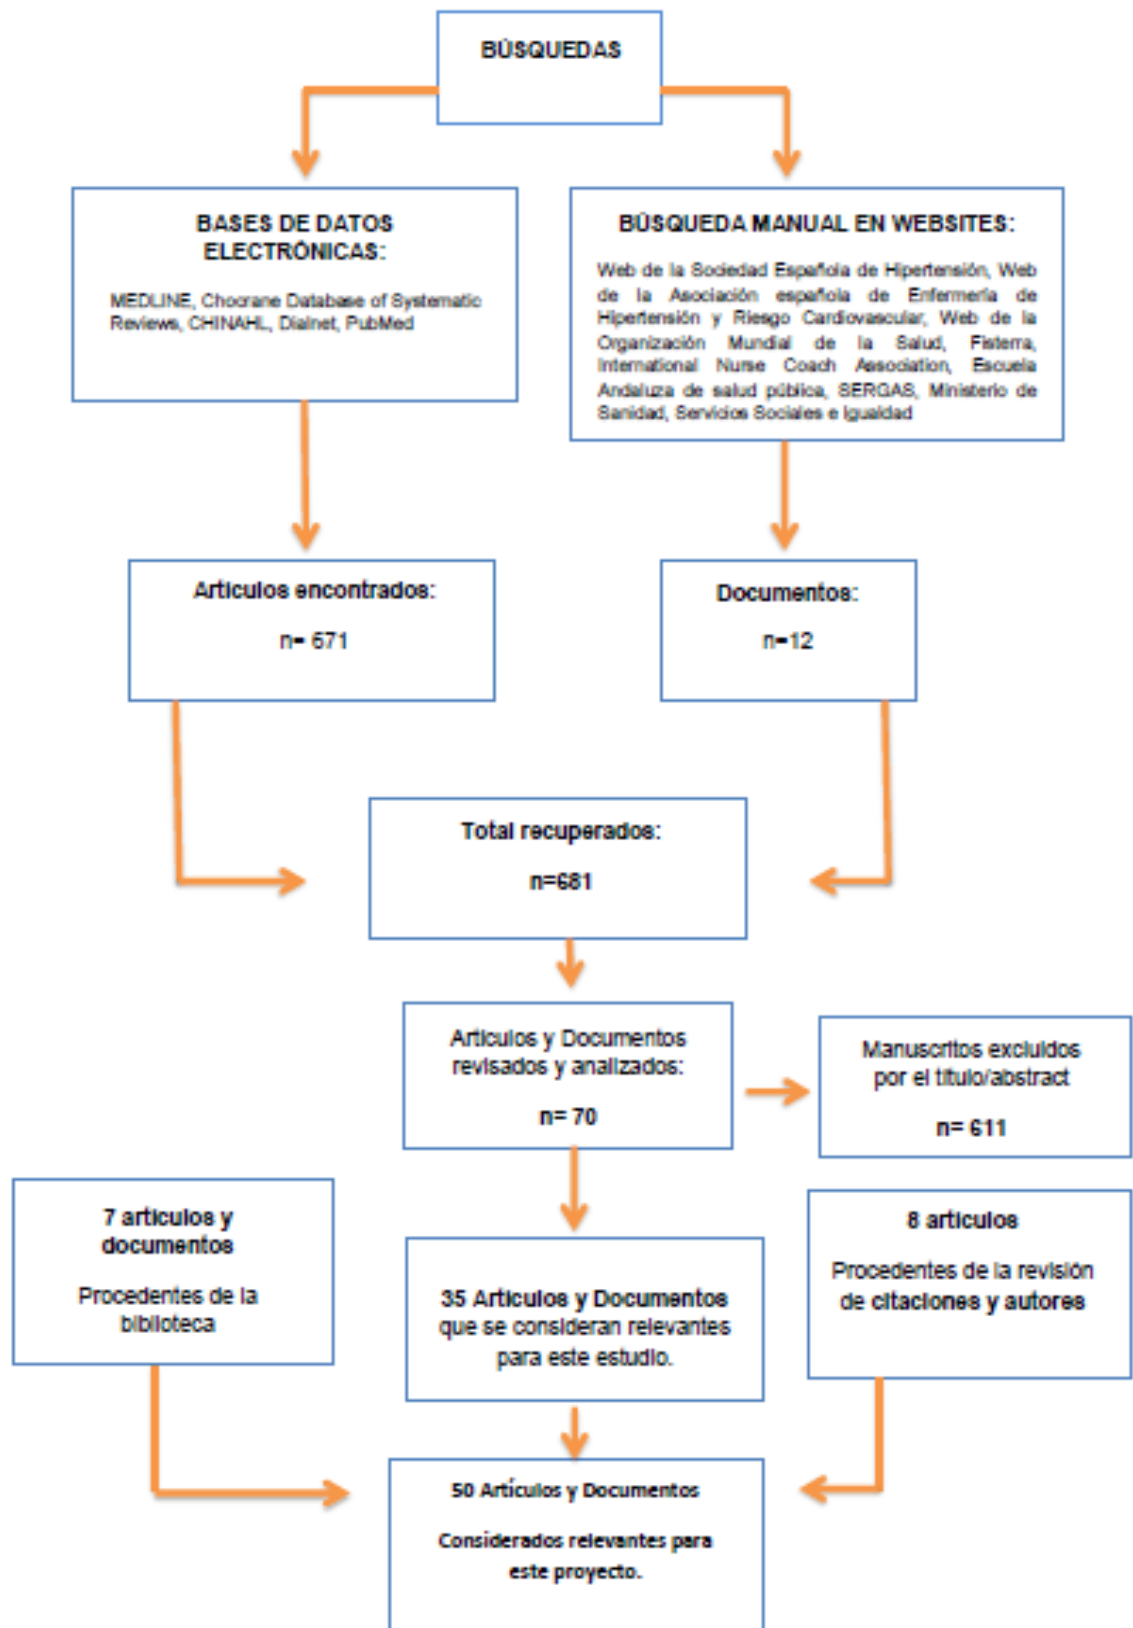 BÚSQUEDAS
BASES DE DATOS
ELECTRÓNICAS:
MEDLINE, Chocrane Database of Systematic
Reviews, CHINAHL, Dialnet, PubMed
BÚSQUEDA MANUAL EN WEBSITES:
Web de la Sociedad Española de Hipertensión, Web
de la Asociación española de Enfermería de
Hipertensión y Riesgo Cardiovascular, Web de la
Organización Mundial de la Salud, Fisterra,
International Nurse Coach Association, Escuela
Andaluza de salud pública, SERGAS, Ministerio de
Sanidad, Servicios Sociales e Igualdad
Artículos encontrados:
n= 671
Documentos:
n=12
Total recuperados:
n=681
Artículos y Documentos
revisados y analizados:
n= 70
Manuscritos excluidos
por el título/abstract
n= 611
7 artículos y
documentos
Procedentes de la
biblioteca
35 Artículos y Documentos
que se consideran relevantes
para este estudio.
8 artículos
Procedentes de la revisión
de citaciones y autores
50 Artículos y Documentos
Considerados relevantes para
este proyecto.